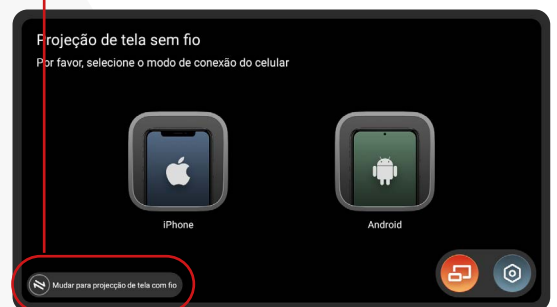 Projeção de tela sem fio
Por favor, selecione o modo de conexão do celular
iPhone
Android
Mudar para projecção de tela com fio